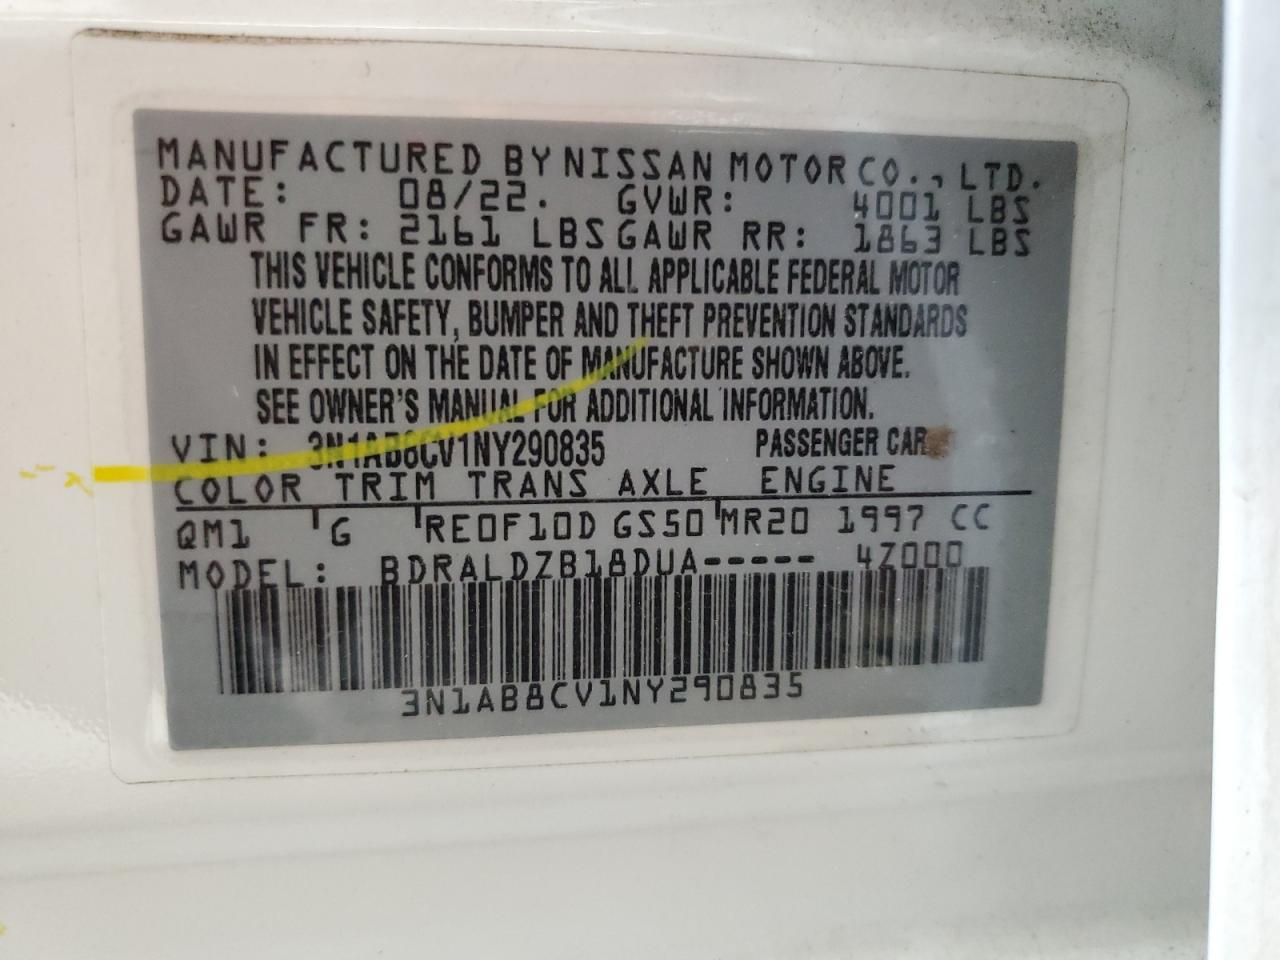 MANUFACTURED BY NISSAN MOTOR CO., LTD.
DATE: 08/22. GVWR: 4001 LBS
GAWR FR: 2161 LBS GAWR RR: 1863 LBS
THIS VEHICLE CONFORMS TO ALL APPLICABLE FEDERAL MOTOR
VEHICLE SAFETY, BUMPER AND THEFT PREVENTION STANDARDS
IN EFFECT ON THE DATE OF MANUFACTURE SHOWN ABOVE.
SEE OWNER'S MANUAL FOR ADDITIONAL INFORMATION.
VIN: 3N1AB8CV1NY290835 PASSENGER CAR
COLOR TRIM TRANS AXLE ENGINE
QM1 G RE0F10D GS50 MR20 1997 CC
MODEL: BDRALDZB18DUA----- 4Z000
3N1AB8CV1NY290835